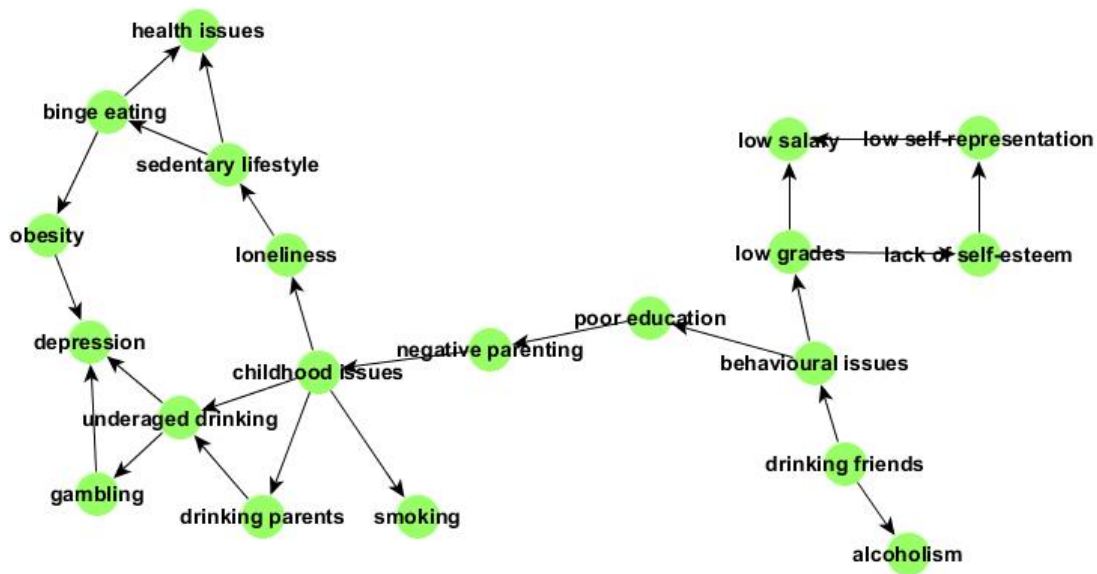 health issues
binge eating
sedentary lifestyle
low salary
low self-representation
obesity
loneliness
low grades
lack of self-esteem
poor education
depression
negative parenting
childhood issues
behavioural issues
underaged drinking
drinking friends
gambling
drinking parents
smoking
alcoholism